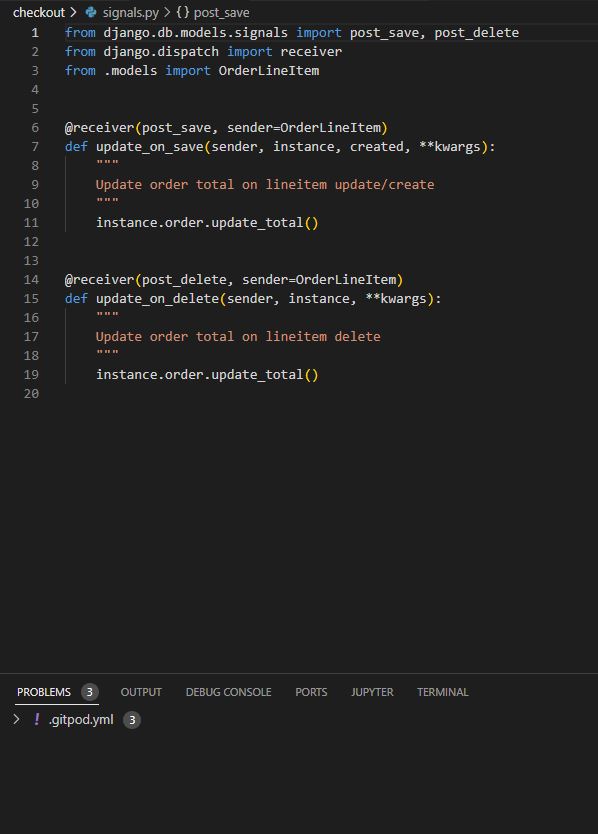 checkout > signals.py > {} post_save
1 from django.db.models.signals import post_save, post_delete
2 from django.dispatch import receiver
3 from .models import OrderLineItem
4
5
6 @receiver(post_save, sender=OrderLineItem)
7 def update_on_save(sender, instance, created, **kwargs):
8     """
9     Update order total on lineitem update/create
10     """
11     instance.order.update_total()
12
13
14 @receiver(post_delete, sender=OrderLineItem)
15 def update_on_delete(sender, instance, **kwargs):
16     """
17     Update order total on lineitem delete
18     """
19     instance.order.update_total()
20
PROBLEMS 3 OUTPUT DEBUG CONSOLE PORTS JUPYTER TERMINAL
> ! .gitpod.yml 3